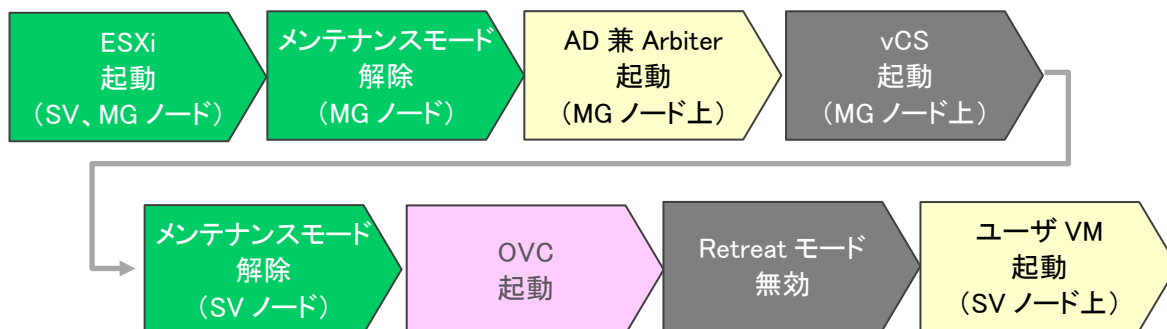 ESXi
起動
（SV、MG ノード）
メンテナンスモード
解除
（MG ノード）
AD 兼 Arbiter
起動
（MG ノード上）
vCS
起動
（MG ノード上）
メンテナンスモード
解除
（SV ノード）
OVC
起動
Retreat モード
無効
ユーザ VM
起動
（SV ノード上）